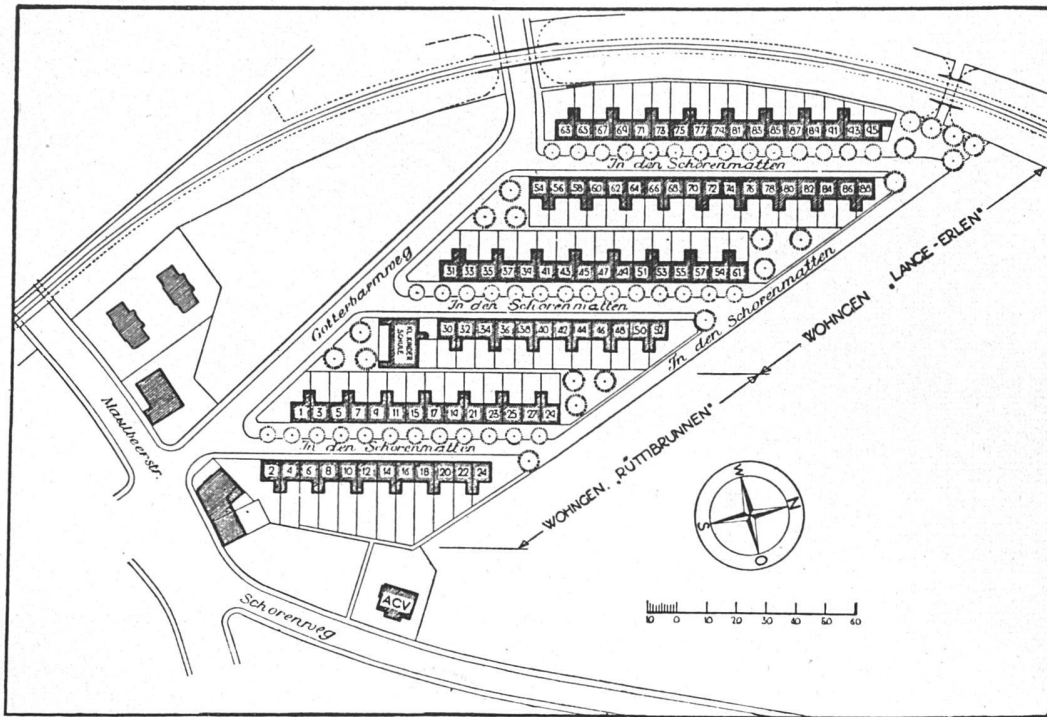 63 65 67 69 71 73 75 77 79 81 83 85 87 89 91 93 95
In den Schorenmatten
54 56 58 60 62 64 66 68 70 72 74 76 78 80 82 84 86 88
31 33 35 37 39 41 43 45 47 49 51 53 55 57 59 61
In den Schorenmatten
Gotterbarmweg
KL. KINDER
SCHULE
30 32 34 36 38 40 42 44 46 48 50 52
In den Schorenmatten
WOHNGEN „LANGE-ERLEN"
1 3 5 7 9 11 15 17 19 21 23 25 27 29
In den Schorenmatten
2 4 6 8 10 12 14 16 18 20 22 24
WOHNGEN. „RÜTTIBRUNNEN"
Maulbeerstr.
ACV
Schorenweg
W
N
S
O
10 0 10 20 30 40 50 60